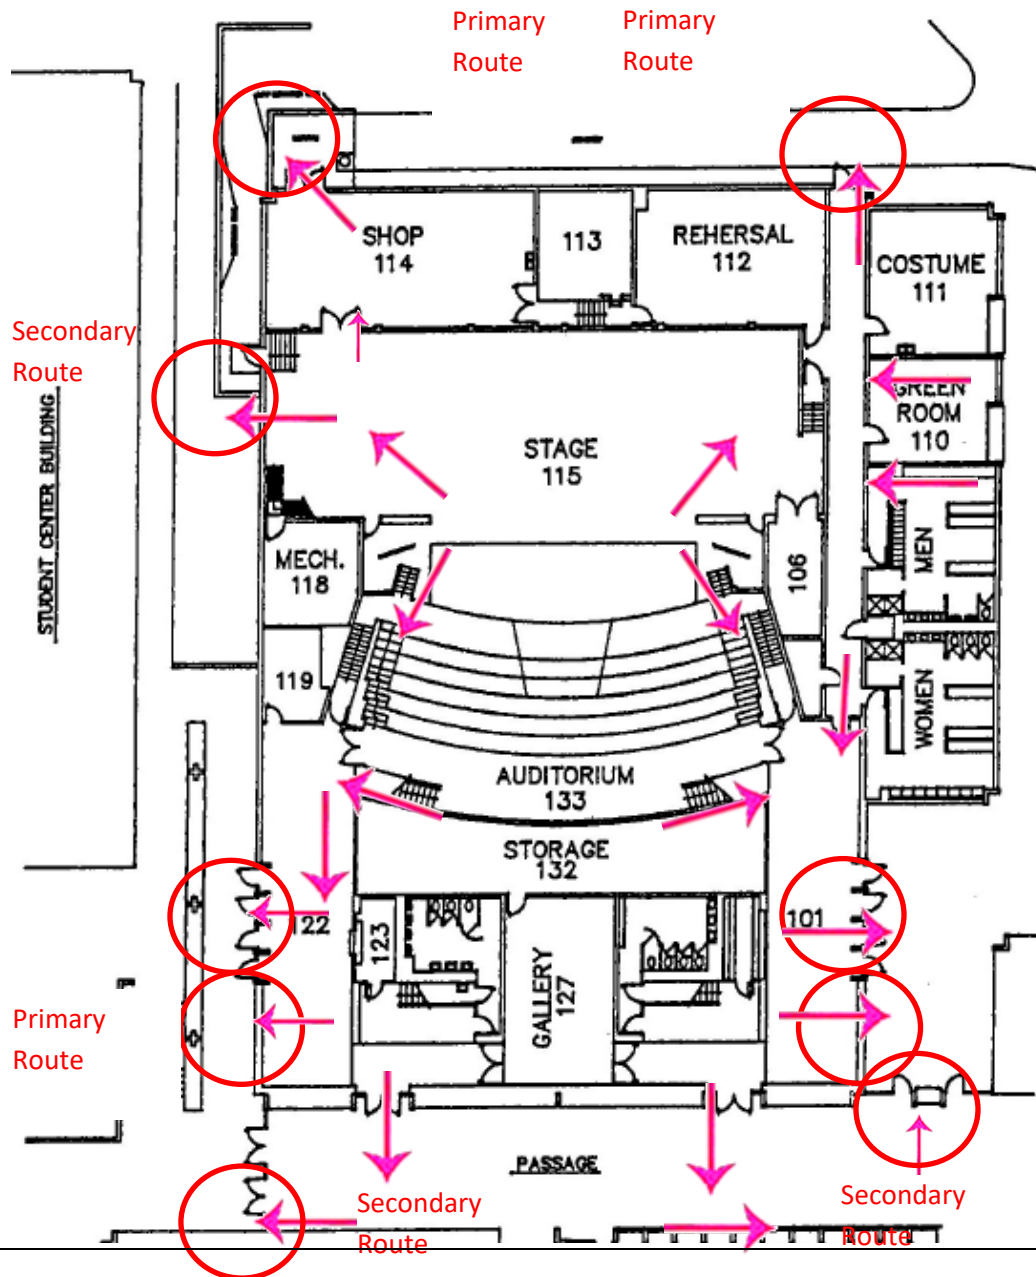 Primary
Route
Primary
Route
SHOP
114
113
REHERSAL
112
COSTUME
111
Secondary
Route
GREEN
ROOM
110
STAGE
115
STUDENT CENTER BUILDING
MECH.
118
106
MEN
119
WOMEN
AUDITORIUM
133
STORAGE
132
122
123
101
GALLERY
127
Primary
Route
PASSAGE
Secondary
Route
Secondary
Route